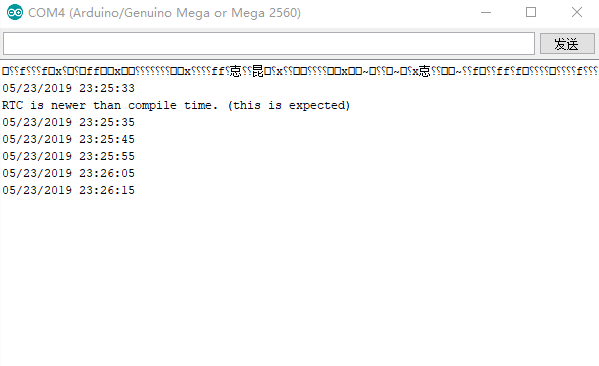 COM4 (Arduino/Genuino Mega or Mega 2560)
发送
05/23/2019 23:25:33
RTC is newer than compile time. (this is expected)
05/23/2019 23:25:35
05/23/2019 23:25:45
05/23/2019 23:25:55
05/23/2019 23:26:05
05/23/2019 23:26:15